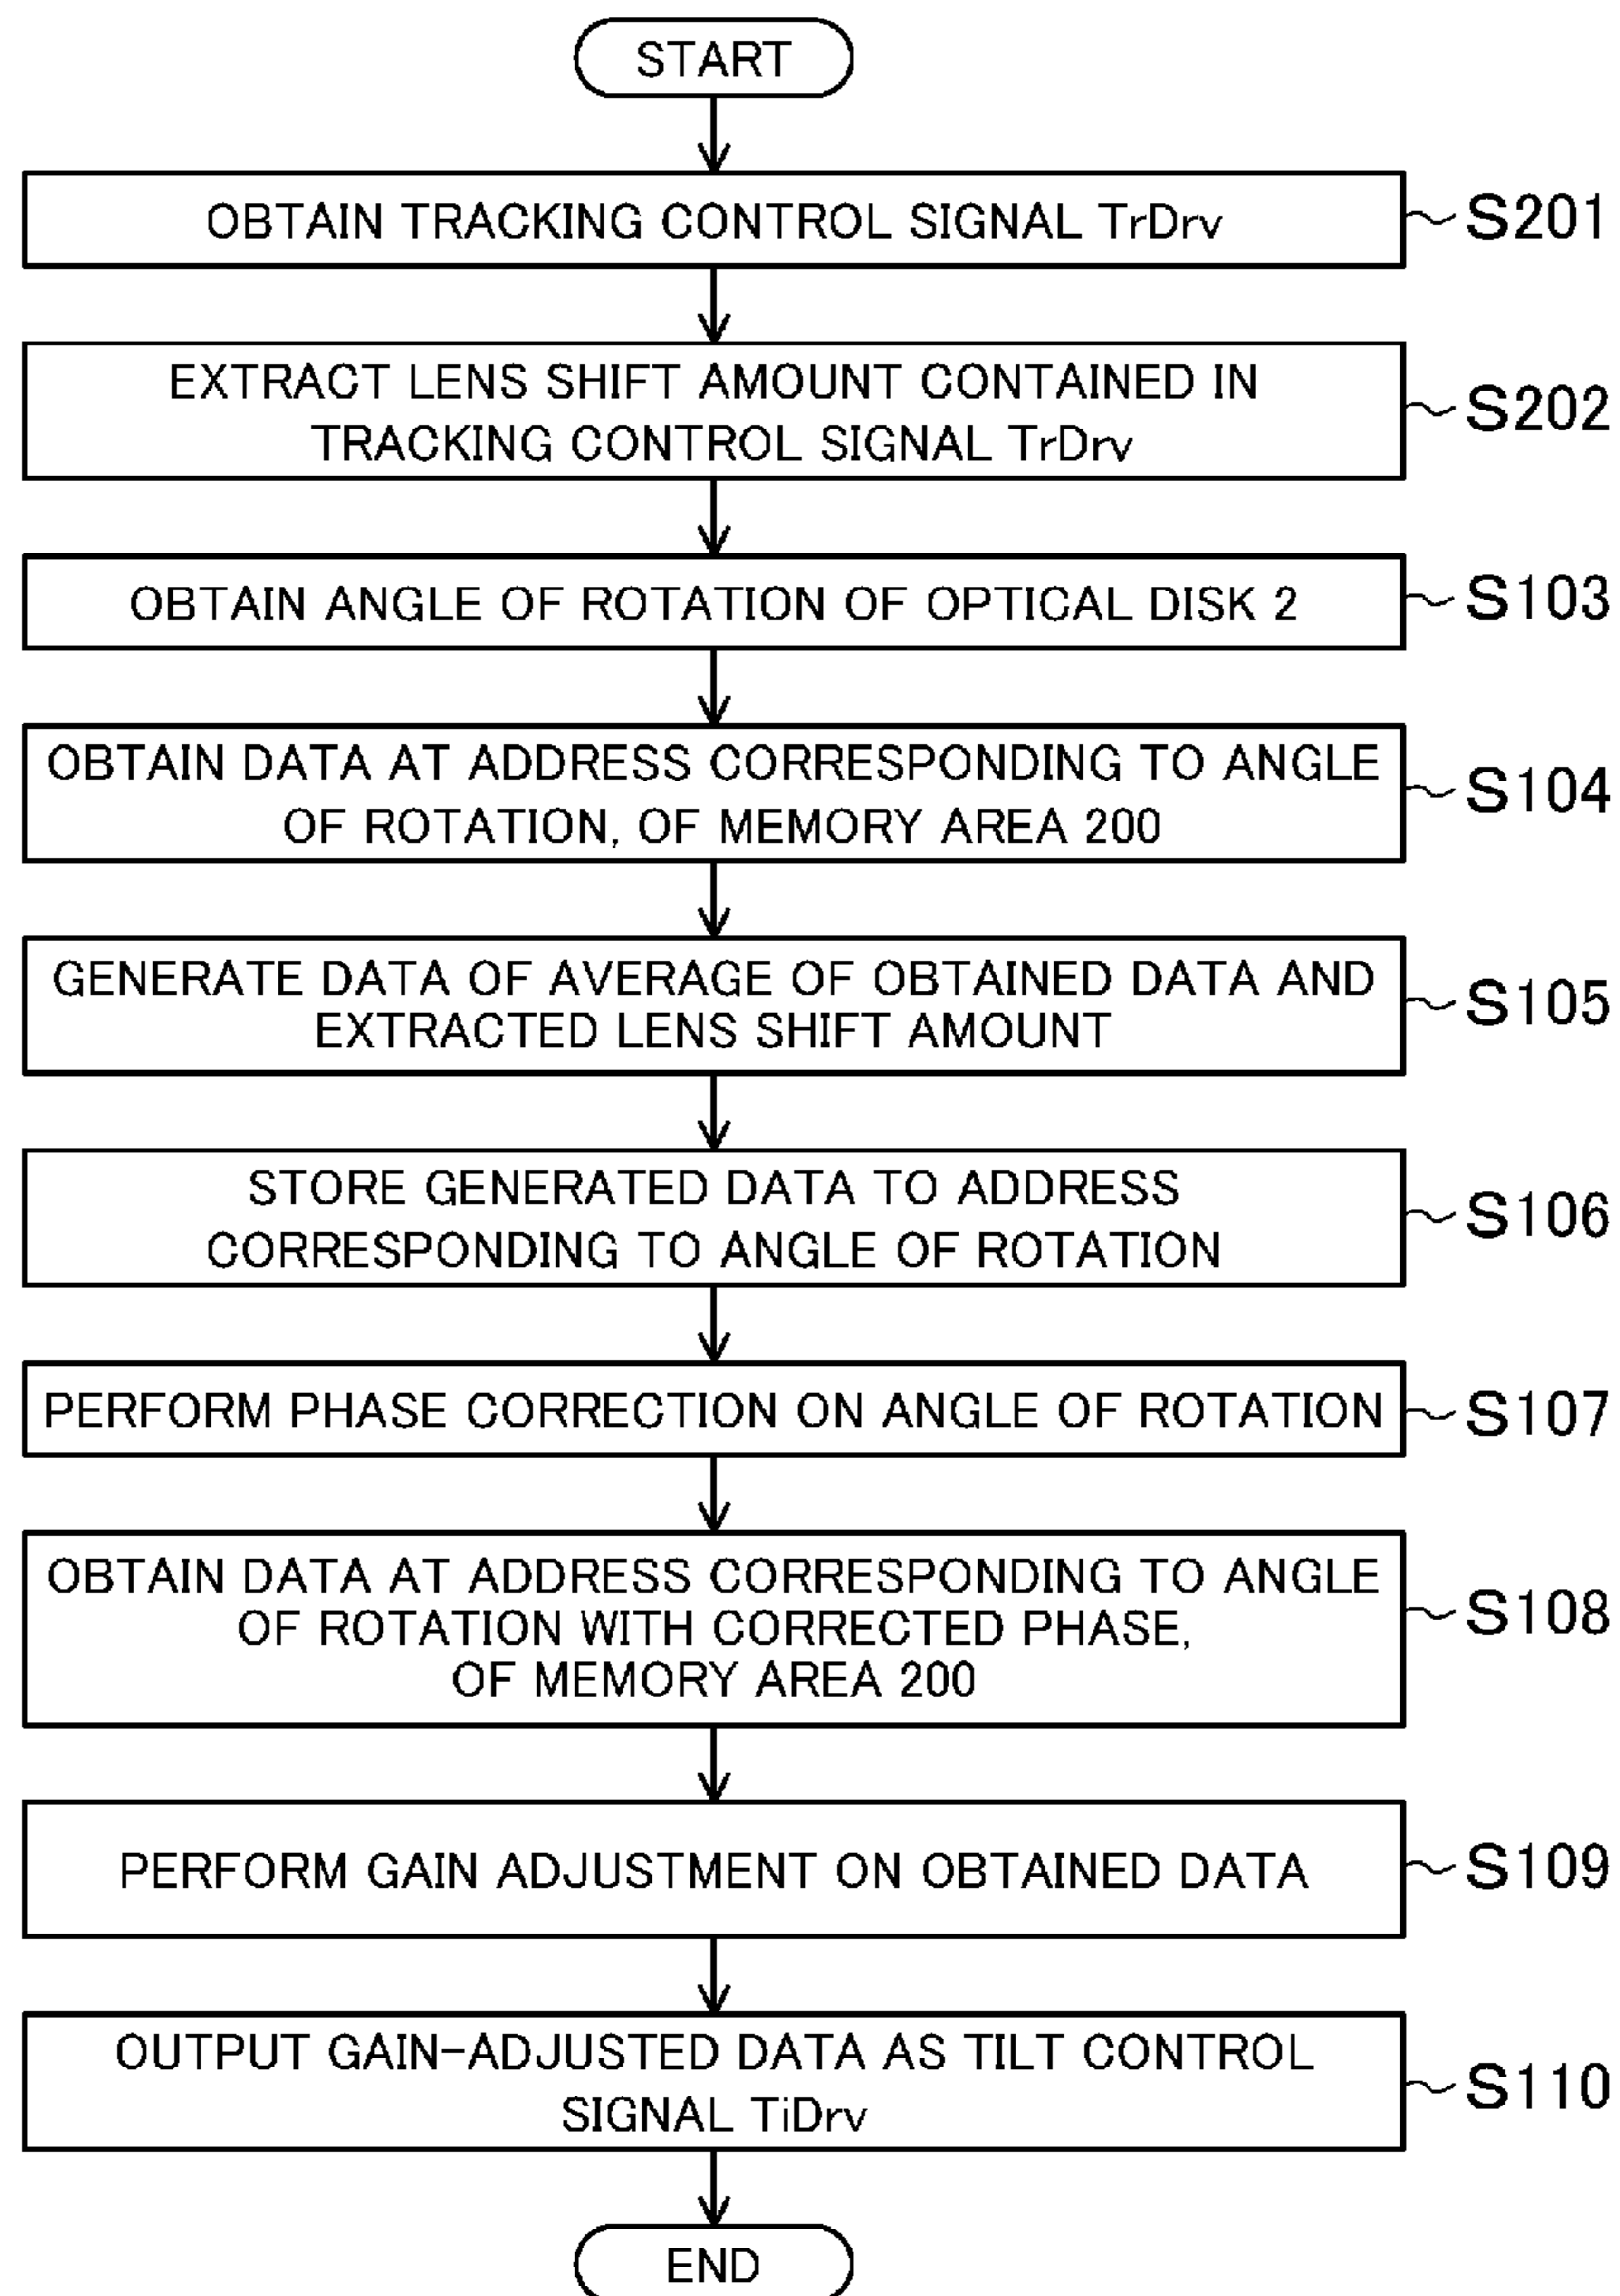 START
OBTAIN TRACKING CONTROL SIGNAL TrDrv
S201
EXTRACT LENS SHIFT AMOUNT CONTAINED IN
TRACKING CONTROL SIGNAL TrDrv
S202
OBTAIN ANGLE OF ROTATION OF OPTICAL DISK 2
S103
OBTAIN DATA AT ADDRESS CORRESPONDING TO ANGLE
OF ROTATION, OF MEMORY AREA 200
S104
GENERATE DATA OF AVERAGE OF OBTAINED DATA AND
EXTRACTED LENS SHIFT AMOUNT
S105
STORE GENERATED DATA TO ADDRESS
CORRESPONDING TO ANGLE OF ROTATION
S106
PERFORM PHASE CORRECTION ON ANGLE OF ROTATION
S107
OBTAIN DATA AT ADDRESS CORRESPONDING TO ANGLE
OF ROTATION WITH CORRECTED PHASE,
OF MEMORY AREA 200
S108
PERFORM GAIN ADJUSTMENT ON OBTAINED DATA
S109
OUTPUT GAIN-ADJUSTED DATA AS TILT CONTROL
SIGNAL TiDrv
S110
END